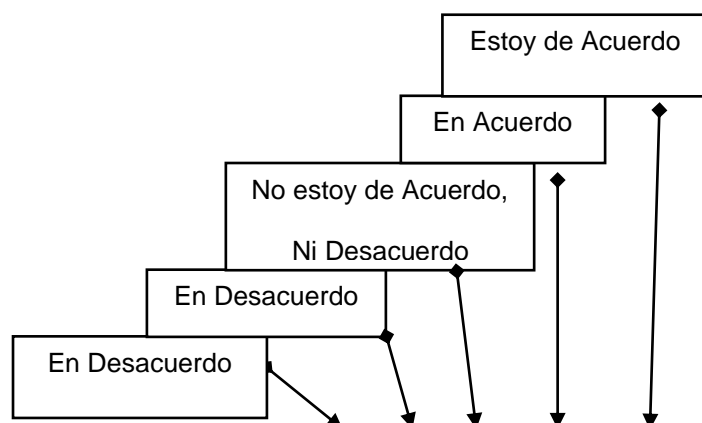 Estoy de Acuerdo
En Acuerdo
No estoy de Acuerdo,
Ni Desacuerdo
En Desacuerdo
En Desacuerdo